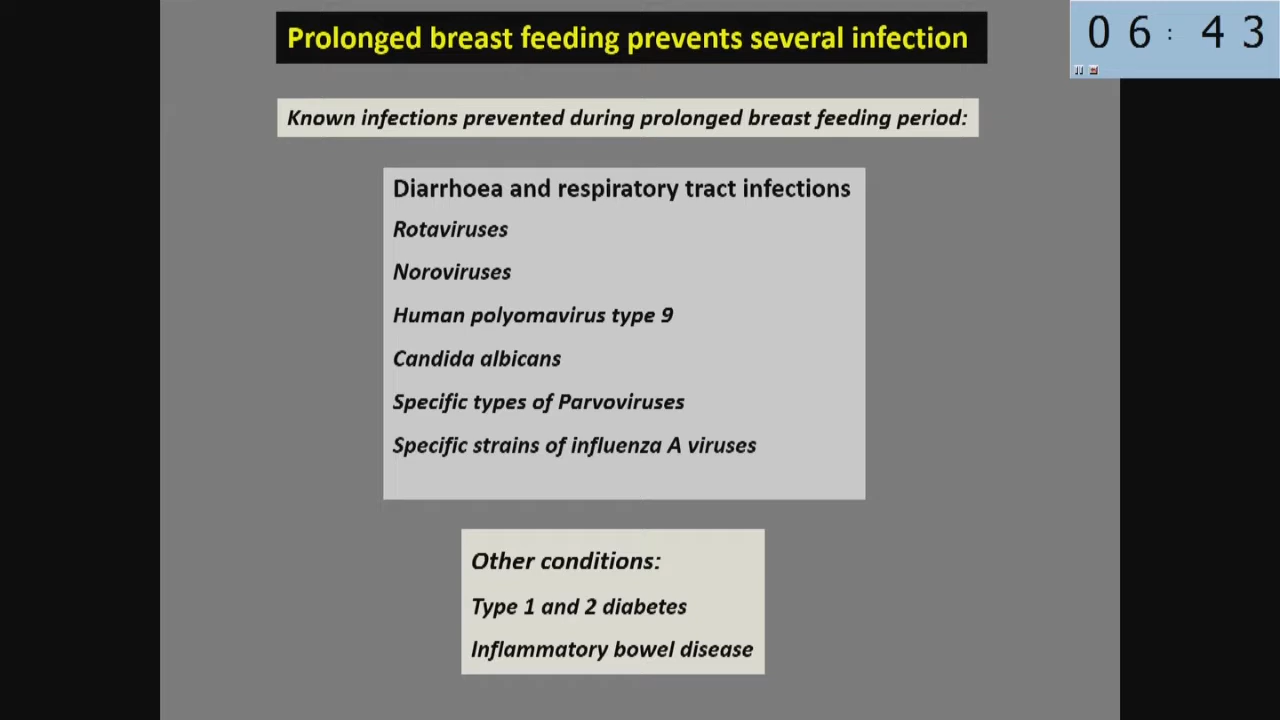 Prolonged breast feeding prevents several infection
06:43
Known infections prevented during prolonged breast feeding period:
Diarrhoea and respiratory tract infections
Rotaviruses
Noroviruses
Human polyomavirus type 9
Candida albicans
Specific types of Parvoviruses
Specific strains of influenza A viruses
Other conditions:
Type 1 and 2 diabetes
Inflammatory bowel disease